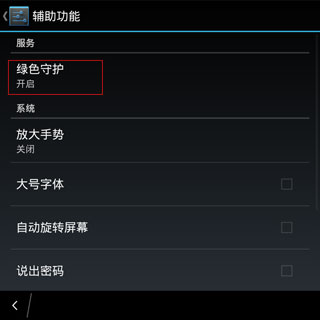 辅助功能
服务
绿色守护
开启
系统
放大手势
关闭
大号字体
自动旋转屏幕
说出密码